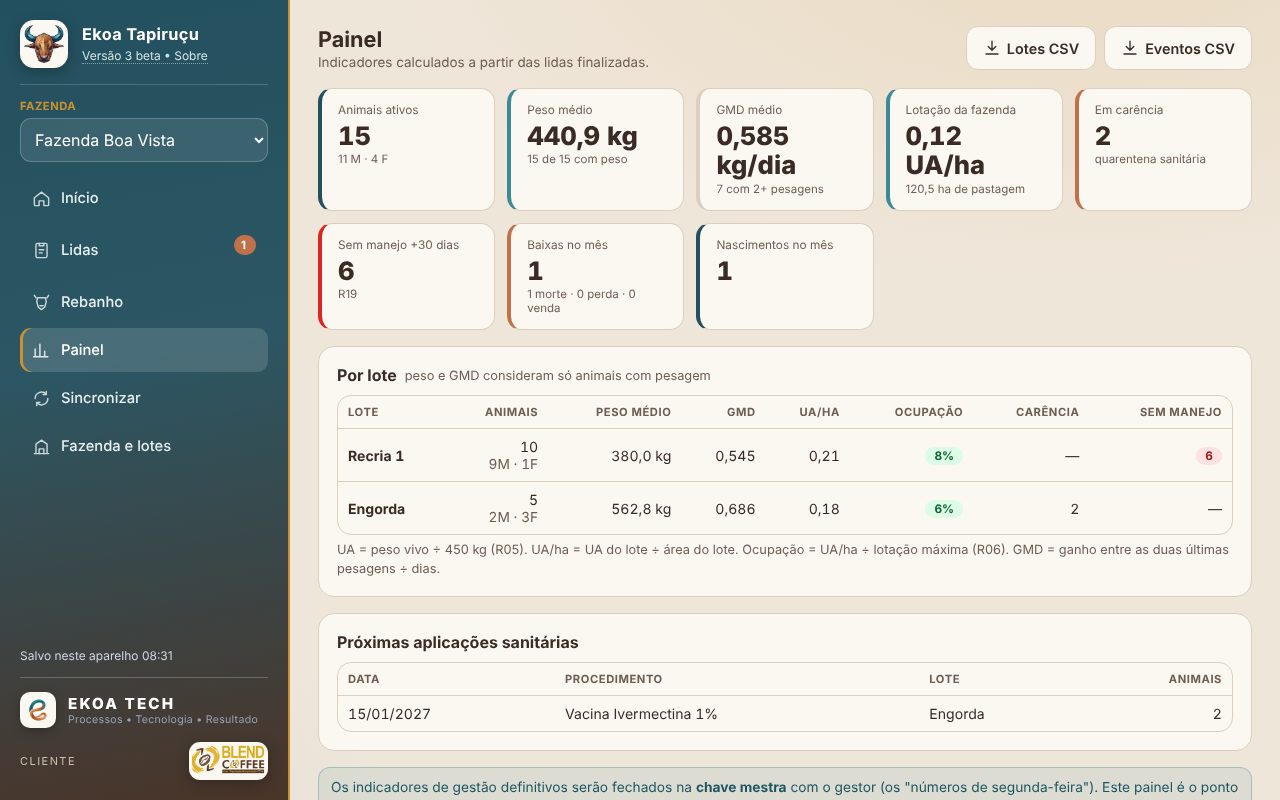 Ekoa Tapiruçu
Versão 3 beta • Sobre
FAZENDA
Fazenda Boa Vista
Início
Lidas
1
Rebanho
Painel
Sincronizar
Fazenda e lotes
Salvo neste aparelho 08:31
EKOA TECH
Processos • Tecnologia • Resultado
CLIENTE
BLEND
COFFEE
Painel
Indicadores calculados a partir das lidas finalizadas.
Lotes CSV
Eventos CSV
Animais ativos
15
11 M · 4 F
Peso médio
440,9 kg
15 de 15 com peso
GMD médio
0,585
kg/dia
7 com 2+ pesagens
Lotação da fazenda
0,12
UA/ha
120,5 ha de pastagem
Em carência
2
quarentena sanitária
Sem manejo +30 dias
6
R19
Baixas no mês
1
1 morte · 0 perda · 0
venda
Nascimentos no mês
1
Por lote peso e GMD consideram só animais com pesagem
LOTE ANIMAIS PESO MÉDIO GMD UA/HA OCUPAÇÃO CARÊNCIA SEM MANEJO
Recria 1 10 380,0 kg 0,545 0,21 8% — 6
9M · 1F
Engorda 5 562,8 kg 0,686 0,18 6% 2 —
2M · 3F
UA = peso vivo ÷ 450 kg (R05). UA/ha = UA do lote ÷ área do lote. Ocupação = UA/ha ÷ lotação máxima (R06). GMD = ganho entre as duas últimas
pesagens ÷ dias.
Próximas aplicações sanitárias
DATA PROCEDIMENTO LOTE ANIMAIS
15/01/2027 Vacina Ivermectina 1% Engorda 2
Os indicadores de gestão definitivos serão fechados na chave mestra com o gestor (os "números de segunda-feira"). Este painel é o ponto